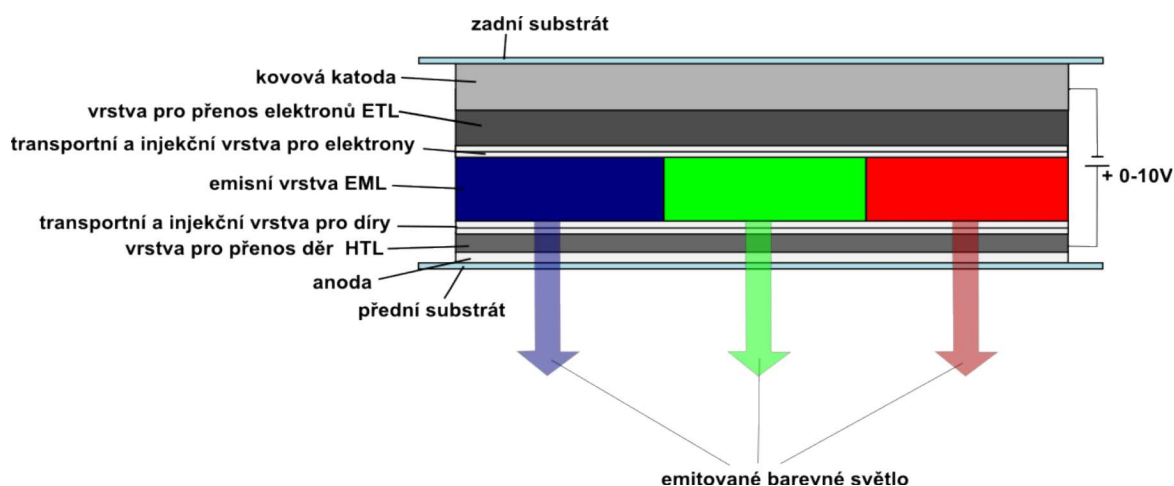 zadní substrát
kovová katoda
vrstva pro přenos elektronů ETL
transportní a injekční vrstva pro elektrony
emisní vrstva EML
+ 0-10V
transportní a injekční vrstva pro díry
vrstva pro přenos děr HTL
anoda
přední substrát
emitované barevné světlo